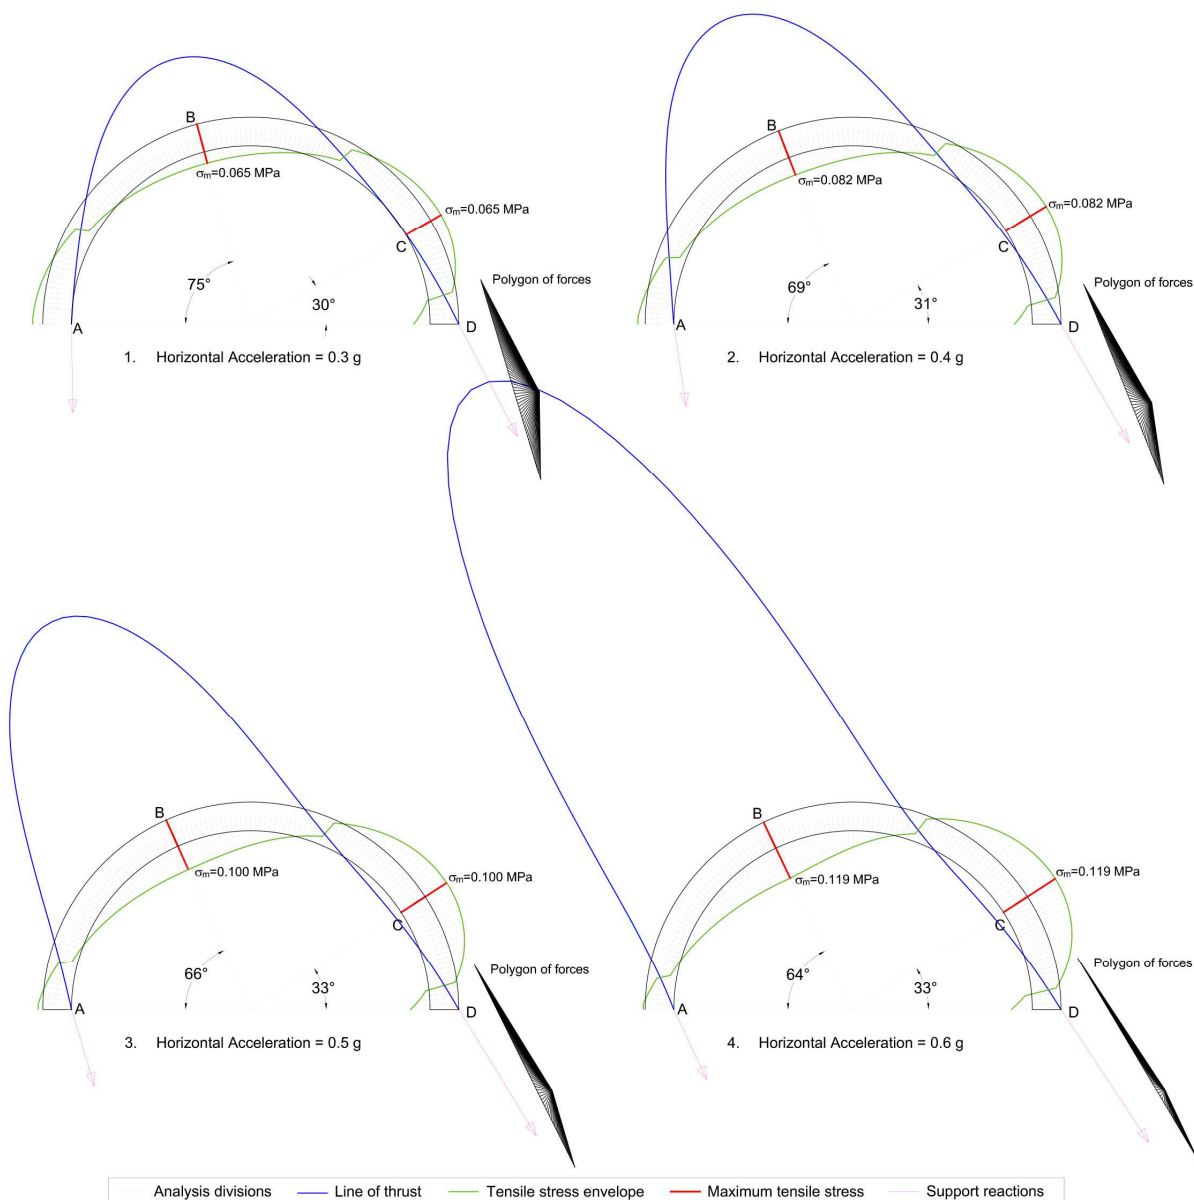 B
σm=0.065 MPa
σm=0.065 MPa
C
75°
30°
Polygon of forces
A
D
1. Horizontal Acceleration = 0.3 g
B
σm=0.082 MPa
σm=0.082 MPa
C
69°
31°
Polygon of forces
A
D
2. Horizontal Acceleration = 0.4 g
B
σm=0.100 MPa
σm=0.100 MPa
C
66°
33°
Polygon of forces
A
D
3. Horizontal Acceleration = 0.5 g
B
σm=0.119 MPa
σm=0.119 MPa
C
64°
33°
Polygon of forces
A
D
4. Horizontal Acceleration = 0.6 g
Analysis divisions Line of thrust Tensile stress envelope Maximum tensile stress Support reactions